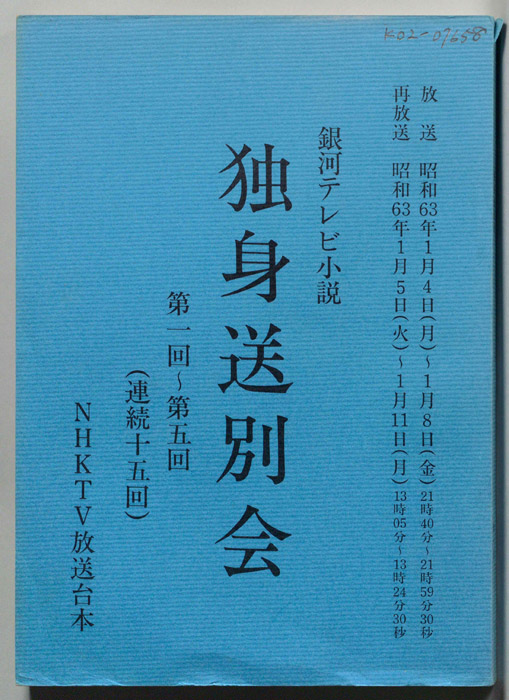 K02-07658
放送 昭和63年1月4日(月)〜1月8日(金)21時40分〜21時59分30秒
再放送 昭和63年1月5日(火)〜1月11日(月)13時05分〜13時24分30秒
銀河テレビ小説
独身送別会
第一回〜第五回
(連続十五回)
NHKTV放送台本